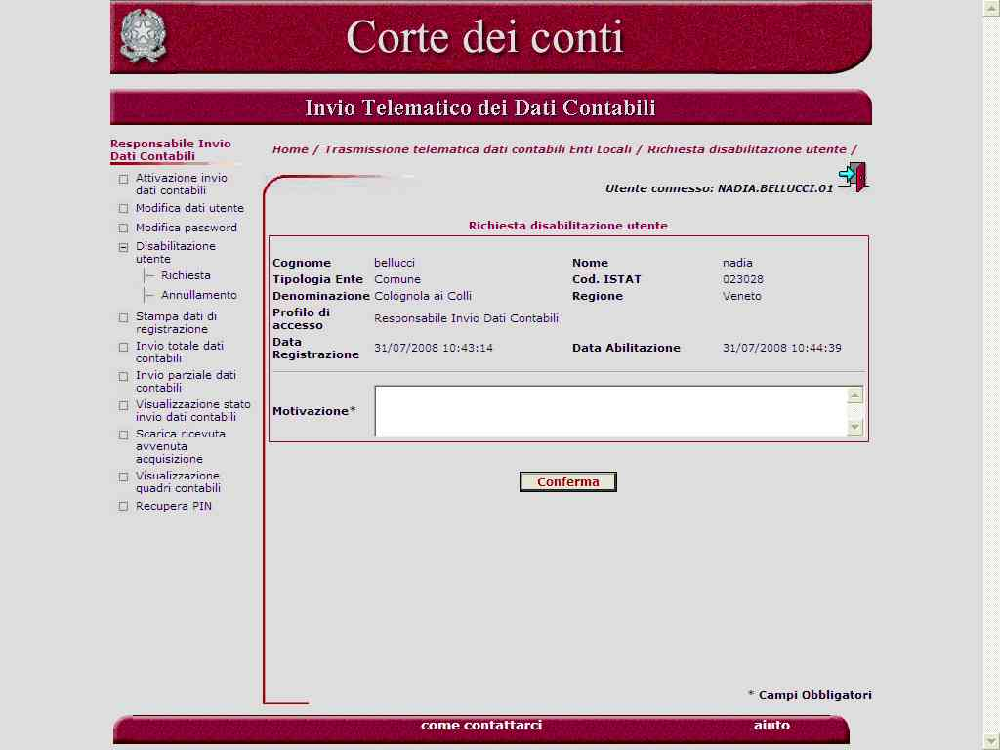 Corte dei conti
Invio Telematico dei Dati Contabili
Responsabile Invio
Dati Contabili
Attivazione invio
dati contabili
Modifica dati utente
Modifica password
Disabilitazione
utente
Richiesta
Annullamento
Stampa dati di
registrazione
Invio totale dati
contabili
Invio parziale dati
contabili
Visualizzazione stato
invio dati contabili
Scarica ricevuta
avvenuta
acquisizione
Visualizzazione
quadri contabili
Recupera PIN
Home / Trasmissione telematica dati contabili Enti Locali / Richiesta disabilitazione utente /
Utente connesso: NADIA.BELLUCCI.01
Richiesta disabilitazione utente
Cognome bellucci Nome nadia
Tipologia Ente Comune Cod. ISTAT 023028
Denominazione Colognola ai Colli Regione Veneto
Profilo di
accesso Responsabile Invio Dati Contabili
Data
Registrazione 31/07/2008 10:43:14 Data Abilitazione 31/07/2008 10:44:39
Motivazione*
Conferma
* Campi Obbligatori
come contattarci aiuto